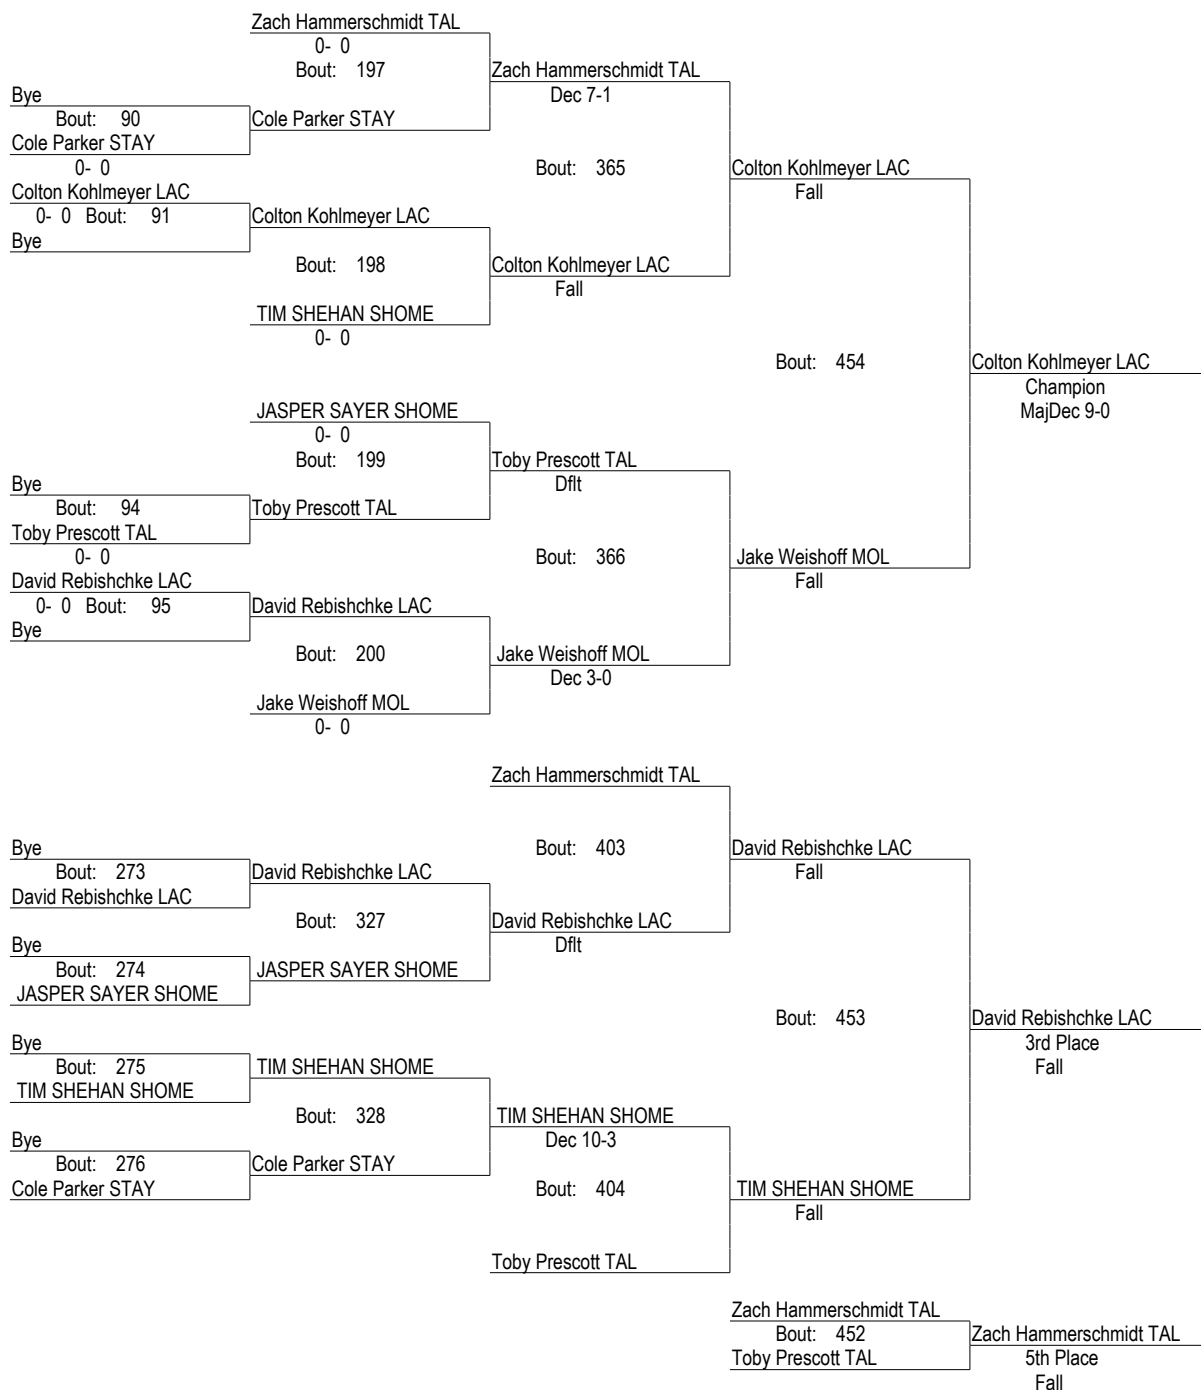 Zach Hammerschmidt TAL
0- 0
Bout: 197
Zach Hammerschmidt TAL
Dec 7-1
Bye
Bout: 90
Cole Parker STAY
Cole Parker STAY
0- 0
Bout: 365
Colton Kohlmeyer LAC
Fall
Colton Kohlmeyer LAC
0- 0 Bout: 91
Colton Kohlmeyer LAC
Bye
Bout: 198
Colton Kohlmeyer LAC
Fall
TIM SHEHAN SHOME
0- 0
Bout: 454
Colton Kohlmeyer LAC
Champion
MajDec 9-0
JASPER SAYER SHOME
0- 0
Bout: 199
Toby Prescott TAL
Dflt
Bye
Bout: 94
Toby Prescott TAL
Toby Prescott TAL
0- 0
Bout: 366
Jake Weishoff MOL
Fall
David Rebishchke LAC
0- 0 Bout: 95
David Rebishchke LAC
Bye
Bout: 200
Jake Weishoff MOL
Dec 3-0
Jake Weishoff MOL
0- 0
Zach Hammerschmidt TAL
Bye
Bout: 273
David Rebishchke LAC
David Rebishchke LAC
Bout: 403
David Rebishchke LAC
Fall
Bout: 327
David Rebishchke LAC
Dflt
Bye
Bout: 274
JASPER SAYER SHOME
JASPER SAYER SHOME
Bout: 453
David Rebishchke LAC
3rd Place
Fall
Bye
Bout: 275
TIM SHEHAN SHOME
TIM SHEHAN SHOME
Bout: 328
TIM SHEHAN SHOME
Dec 10-3
Bye
Bout: 276
Cole Parker STAY
Cole Parker STAY
Bout: 404
TIM SHEHAN SHOME
Fall
Toby Prescott TAL
Zach Hammerschmidt TAL
Bout: 452
Toby Prescott TAL
Zach Hammerschmidt TAL
5th Place
Fall